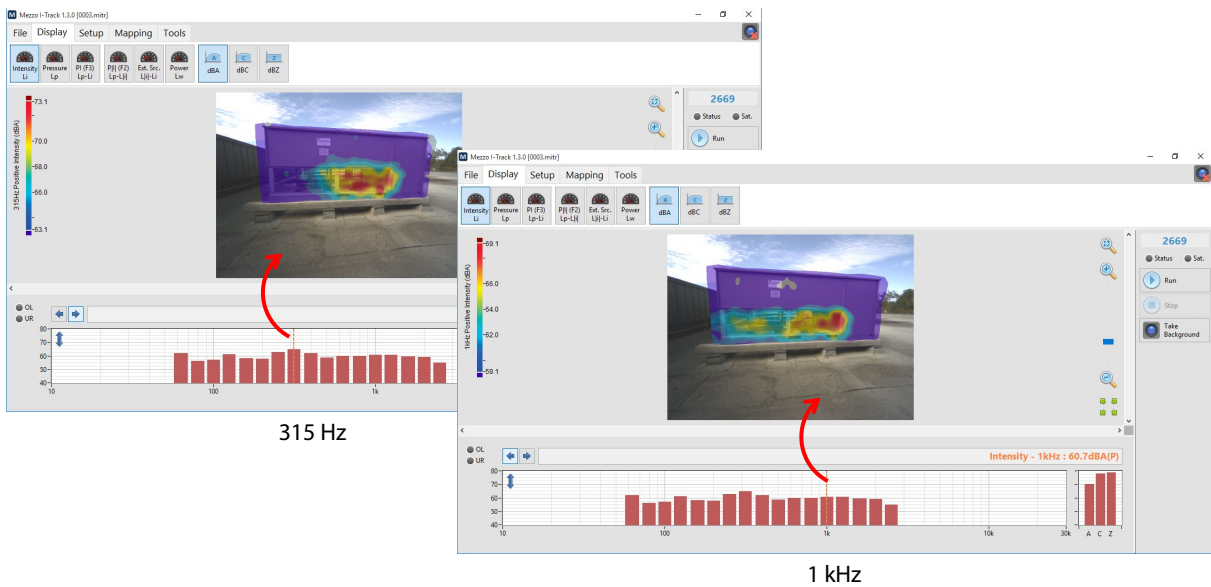 Mezzo I-Track 1.3.0 [0003.mitr]
File Display Setup Mapping Tools
Intensity Li
Pressure Lp
PI (F3) Lp-Li
P|I| (F2) Lp-L|i|
Ext. Src. L|i|-Li
Power Lw
A dBA
C dBC
Z dBZ
315Hz Positive Intensity (dBA)
-73.1
-70.0
-68.0
-66.0
-63.1
2669
Status Sat.
Run
OL
UR
80-
70-
60-
50-
40-
10 100 1k
315 Hz
Mezzo I-Track 1.3.0 [0003.mitr]
File Display Setup Mapping Tools
Intensity Li
Pressure Lp
PI (F3) Lp-Li
P|I| (F2) Lp-L|i|
Ext. Src. L|i|-Li
Power Lw
A dBA
C dBC
Z dBZ
1kHz Positive Intensity (dBA)
-69.1
-66.0
-64.0
-62.0
-59.1
2669
Status Sat.
Run
Stop
Take
Background
OL
UR
Intensity - 1kHz : 60.7dBA(P)
80-
70-
60-
50-
40-
10 100 1k 10k 30k
A C Z
1 kHz